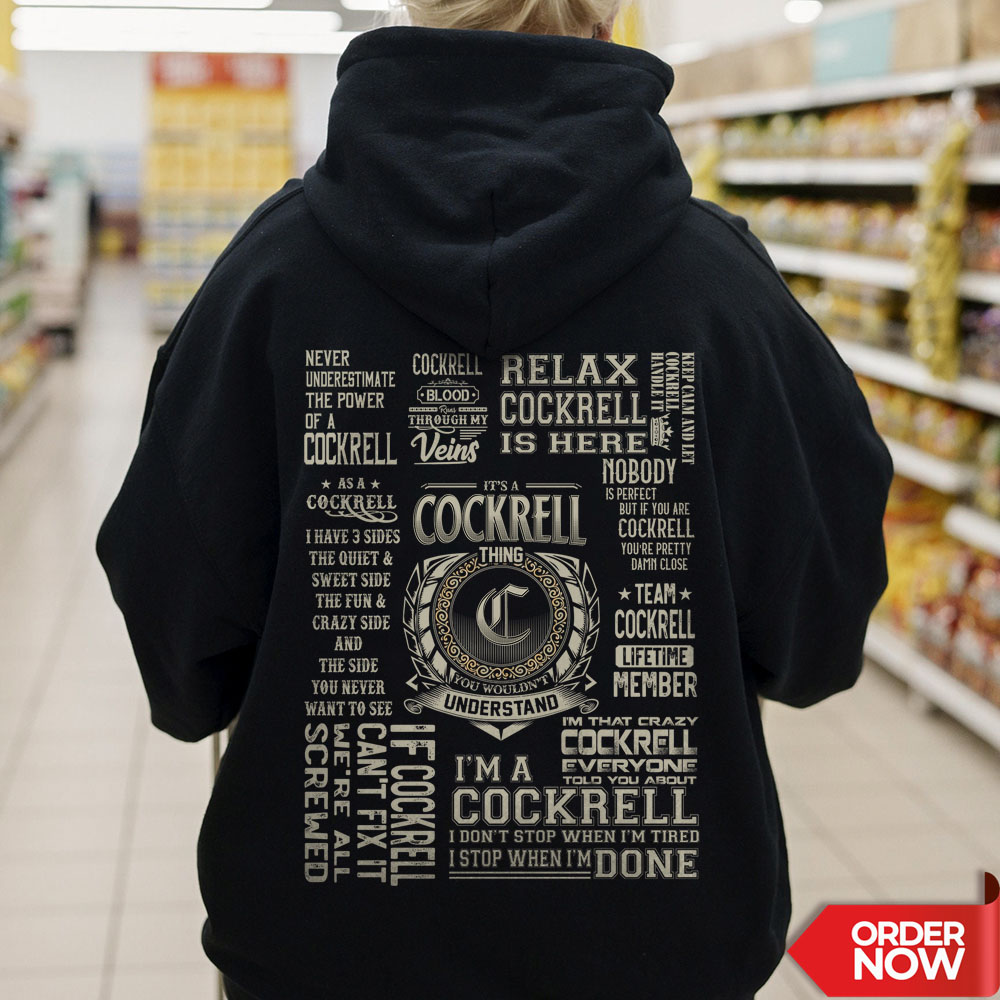 NEVER
UNDERESTIMATE
THE POWER
OF A
COCKRELL
COCKRELL
BLOOD
Runs
THROUGH MY
Veins
RELAX
COCKRELL
IS HERE
KEEP CALM AND LET
COCKRELL
HANDLE IT
NOBODY
IS PERFECT
BUT IF YOU ARE
COCKRELL
YOU'RE PRETTY
DAMN CLOSE
AS A
COCKRELL
I HAVE 3 SIDES
THE QUIET &
SWEET SIDE
THE FUN &
CRAZY SIDE
AND
THE SIDE
YOU NEVER
WANT TO SEE
IT'S A
COCKRELL
THING
C
YOU WOULDN'T
UNDERSTAND
TEAM
COCKRELL
LIFETIME
MEMBER
IF COCKRELL
CAN'T FIX IT
WE'RE ALL
SCREWED
I'M THAT CRAZY
COCKRELL
EVERYONE
TOLD YOU ABOUT
I'M A
COCKRELL
I DON'T STOP WHEN I'M TIRED
I STOP WHEN I'M DONE
ORDER
NOW